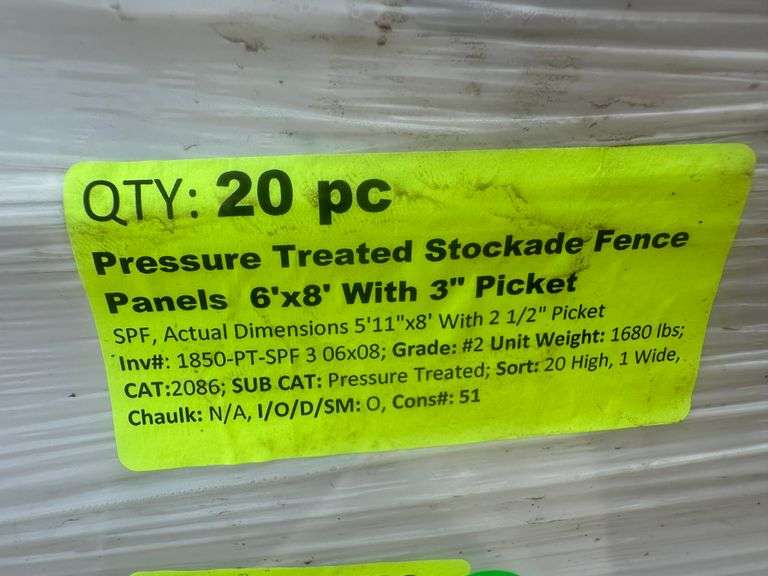 QTY: 20 pc
Pressure Treated Stockade Fence
Panels 6'x8' With 3" Picket
SPF, Actual Dimensions 5'11"x8' With 2 1/2" Picket
Inv#: 1850-PT-SPF 3 06x08; Grade: #2 Unit Weight: 1680 lbs;
CAT:2086; SUB CAT: Pressure Treated; Sort: 20 High, 1 Wide,
Chaulk: N/A, I/O/D/SM: O, Cons#: 51